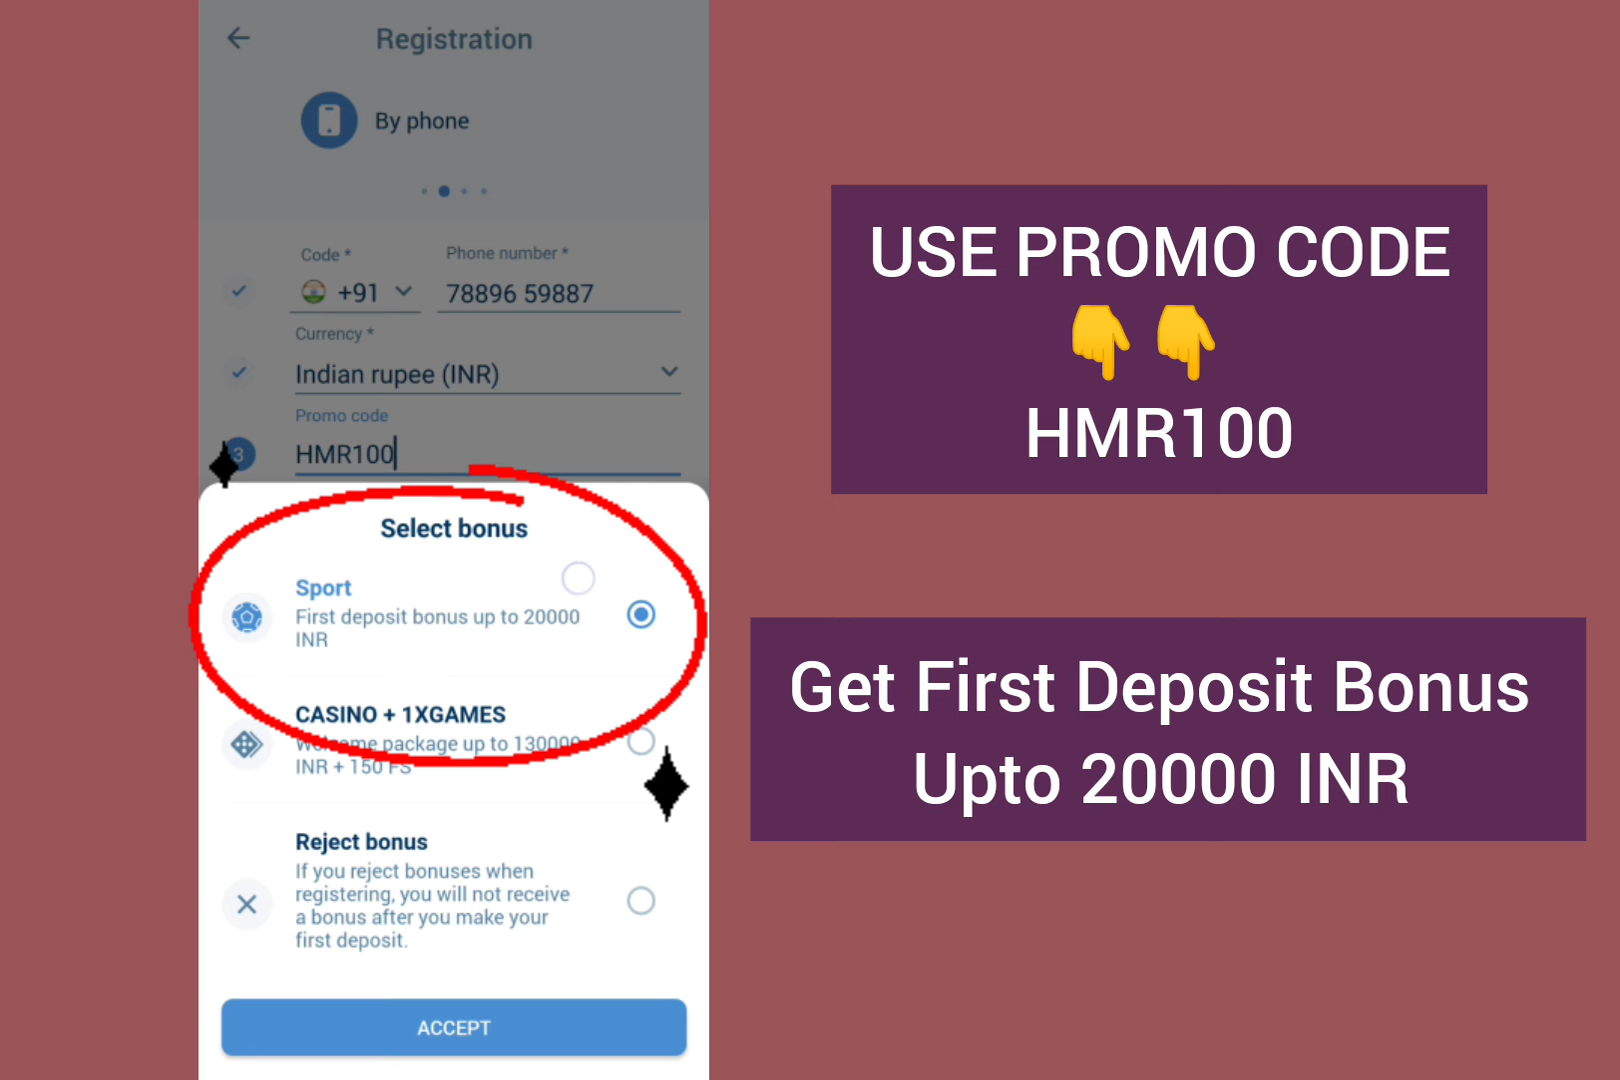 Registration
By phone
Code *
Phone number *
+91
78896 59887
Currency *
Indian rupee (INR)
Promo code
3
HMR100
Select bonus
Sport
First deposit bonus up to 20000
INR
CASINO + 1XGAMES
Welcome package up to 130000
INR + 150 FS
Reject bonus
If you reject bonuses when
registering, you will not receive
a bonus after you make your
first deposit.
ACCEPT
USE PROMO CODE
👇👇
HMR100
Get First Deposit Bonus
Upto 20000 INR